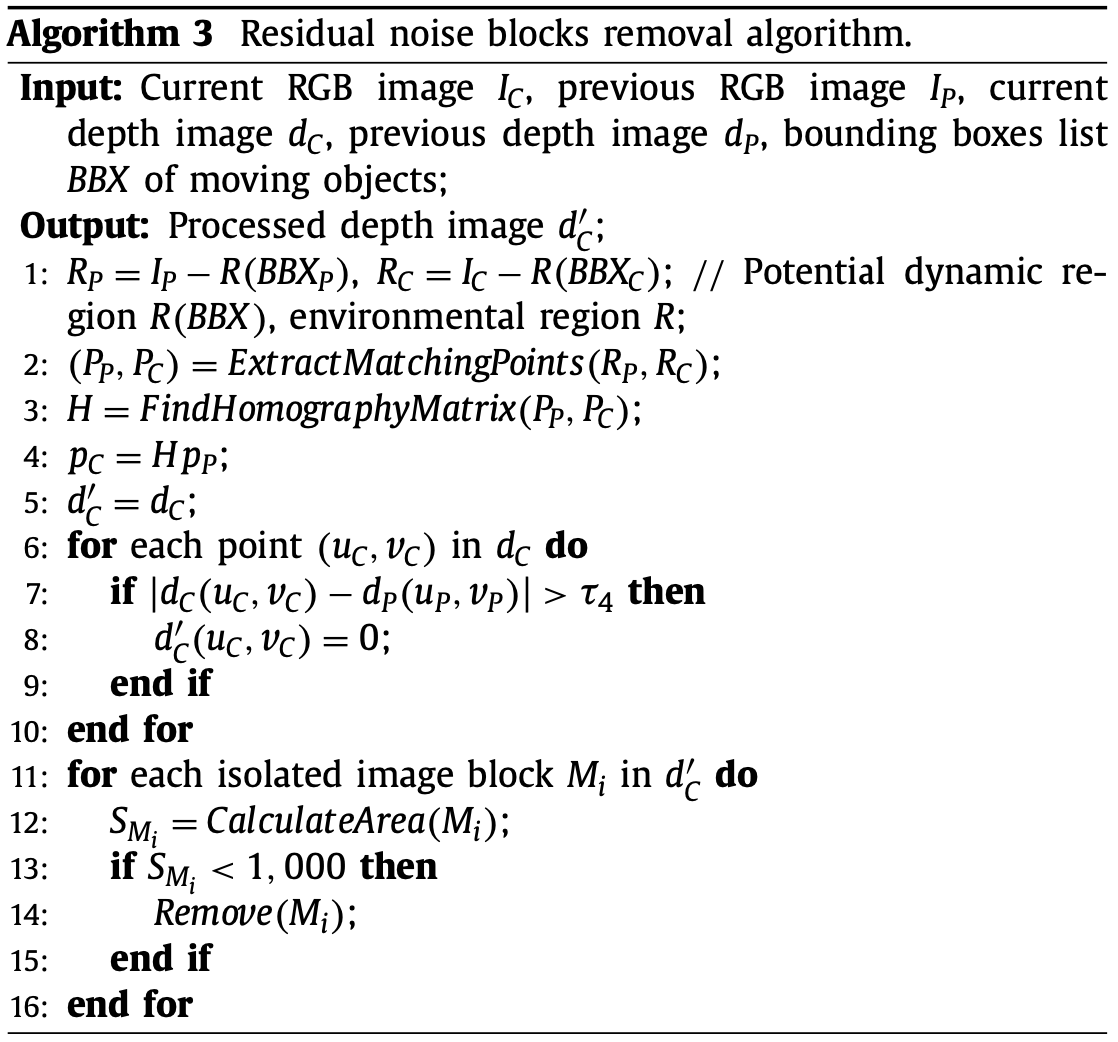 Algorithm 3 Residual noise blocks removal algorithm.
Input: Current RGB image I_C, previous RGB image I_P, current
depth image d_C, previous depth image d_P, bounding boxes list
BBX of moving objects;
Output: Processed depth image d′_C;
1: R_P = I_P − R(BBX_P), R_C = I_C − R(BBX_C); // Potential dynamic re-
gion R(BBX), environmental region R;
2: (P_P, P_C) = ExtractMatchingPoints(R_P, R_C);
3: H = FindHomographyMatrix(P_P, P_C);
4: p_C = Hp_P;
5: d′_C = d_C;
6: for each point (u_C, v_C) in d_C do
7: if |d_C(u_C, v_C) − d_P(u_P, v_P)| > τ_4 then
8: d′_C(u_C, v_C) = 0;
9: end if
10: end for
11: for each isolated image block M_i in d′_C do
12: S_{M_i} = CalculateArea(M_i);
13: if S_{M_i} < 1, 000 then
14: Remove(M_i);
15: end if
16: end for